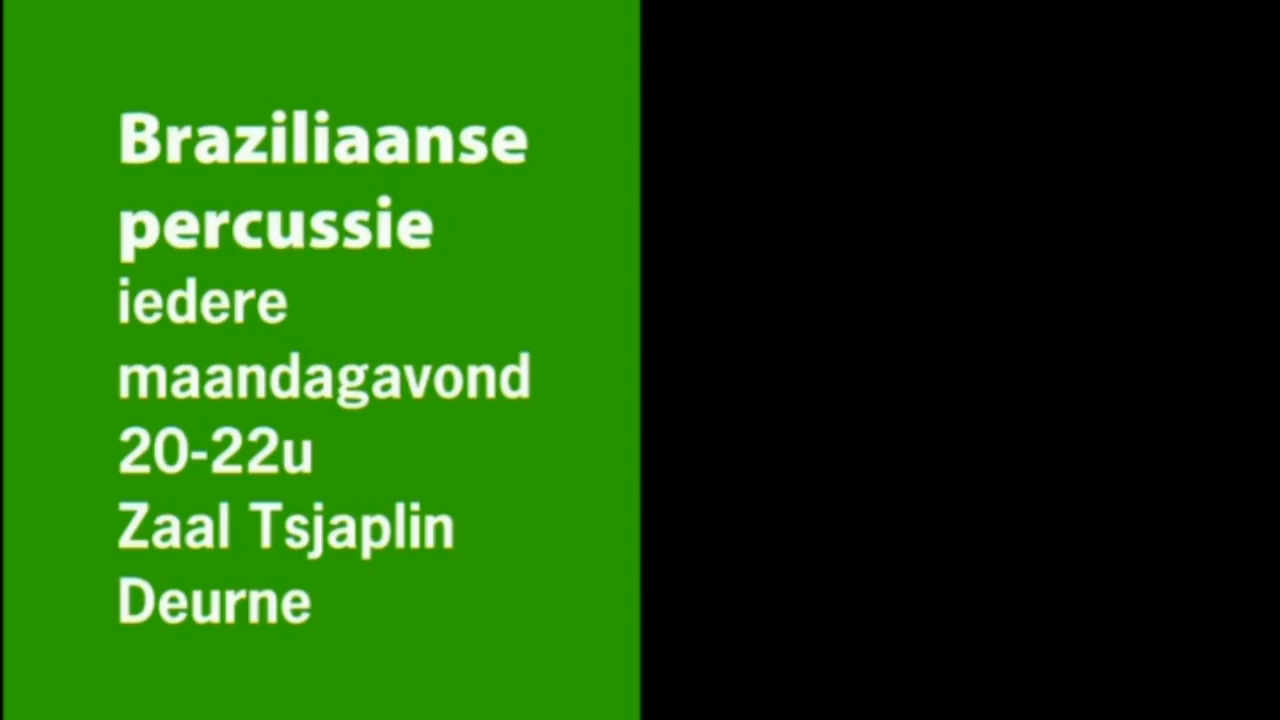 Braziliaanse
percussie
iedere
maandagavond
20-22u
Zaal Tsjaplin
Deurne